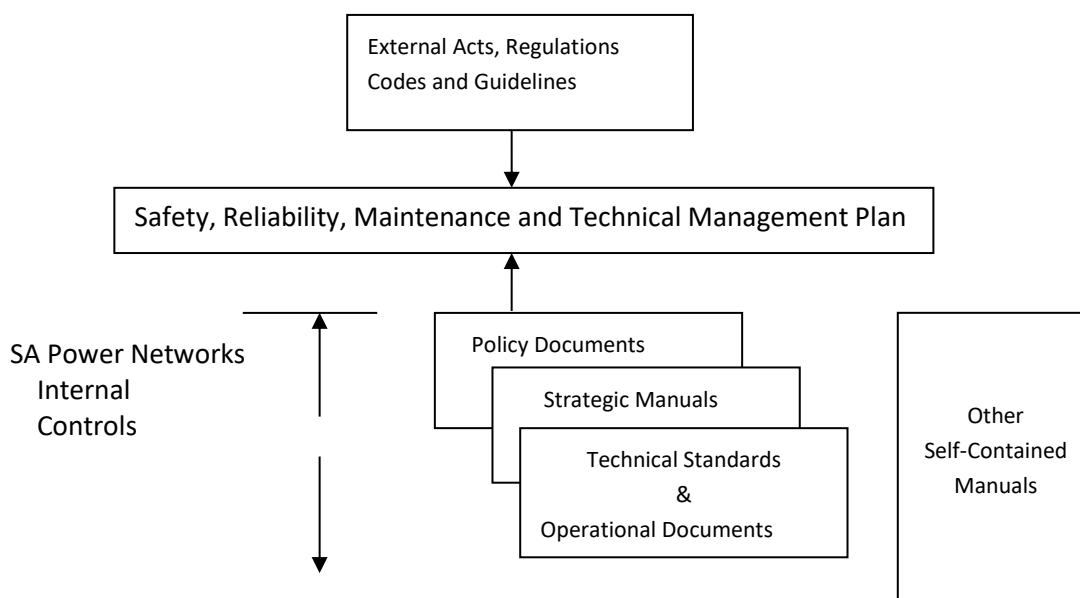 External Acts, Regulations
Codes and Guidelines
Safety, Reliability, Maintenance and Technical Management Plan
SA Power Networks
Internal
Controls
Policy Documents
Strategic Manuals
Technical Standards
&
Operational Documents
Other
Self-Contained
Manuals